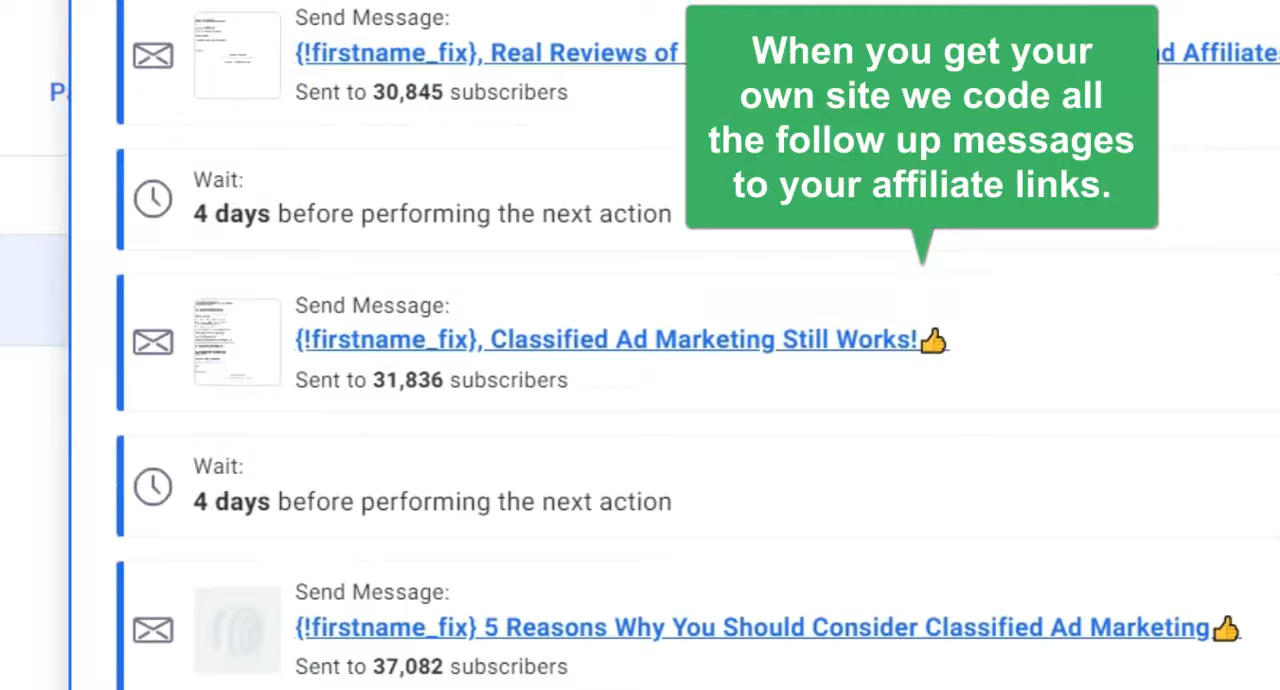 Send Message:
{!firstname_fix}, Real Reviews of
d Affiliate
Sent to 30,845 subscribers
When you get your
own site we code all
the follow up messages
to your affiliate links.
P
Wait:
4 days before performing the next action
Send Message:
{!firstname_fix}, Classified Ad Marketing Still Works!👍
Sent to 31,836 subscribers
Wait:
4 days before performing the next action
Send Message:
{!firstname_fix} 5 Reasons Why You Should Consider Classified Ad Marketing👍
Sent to 37,082 subscribers